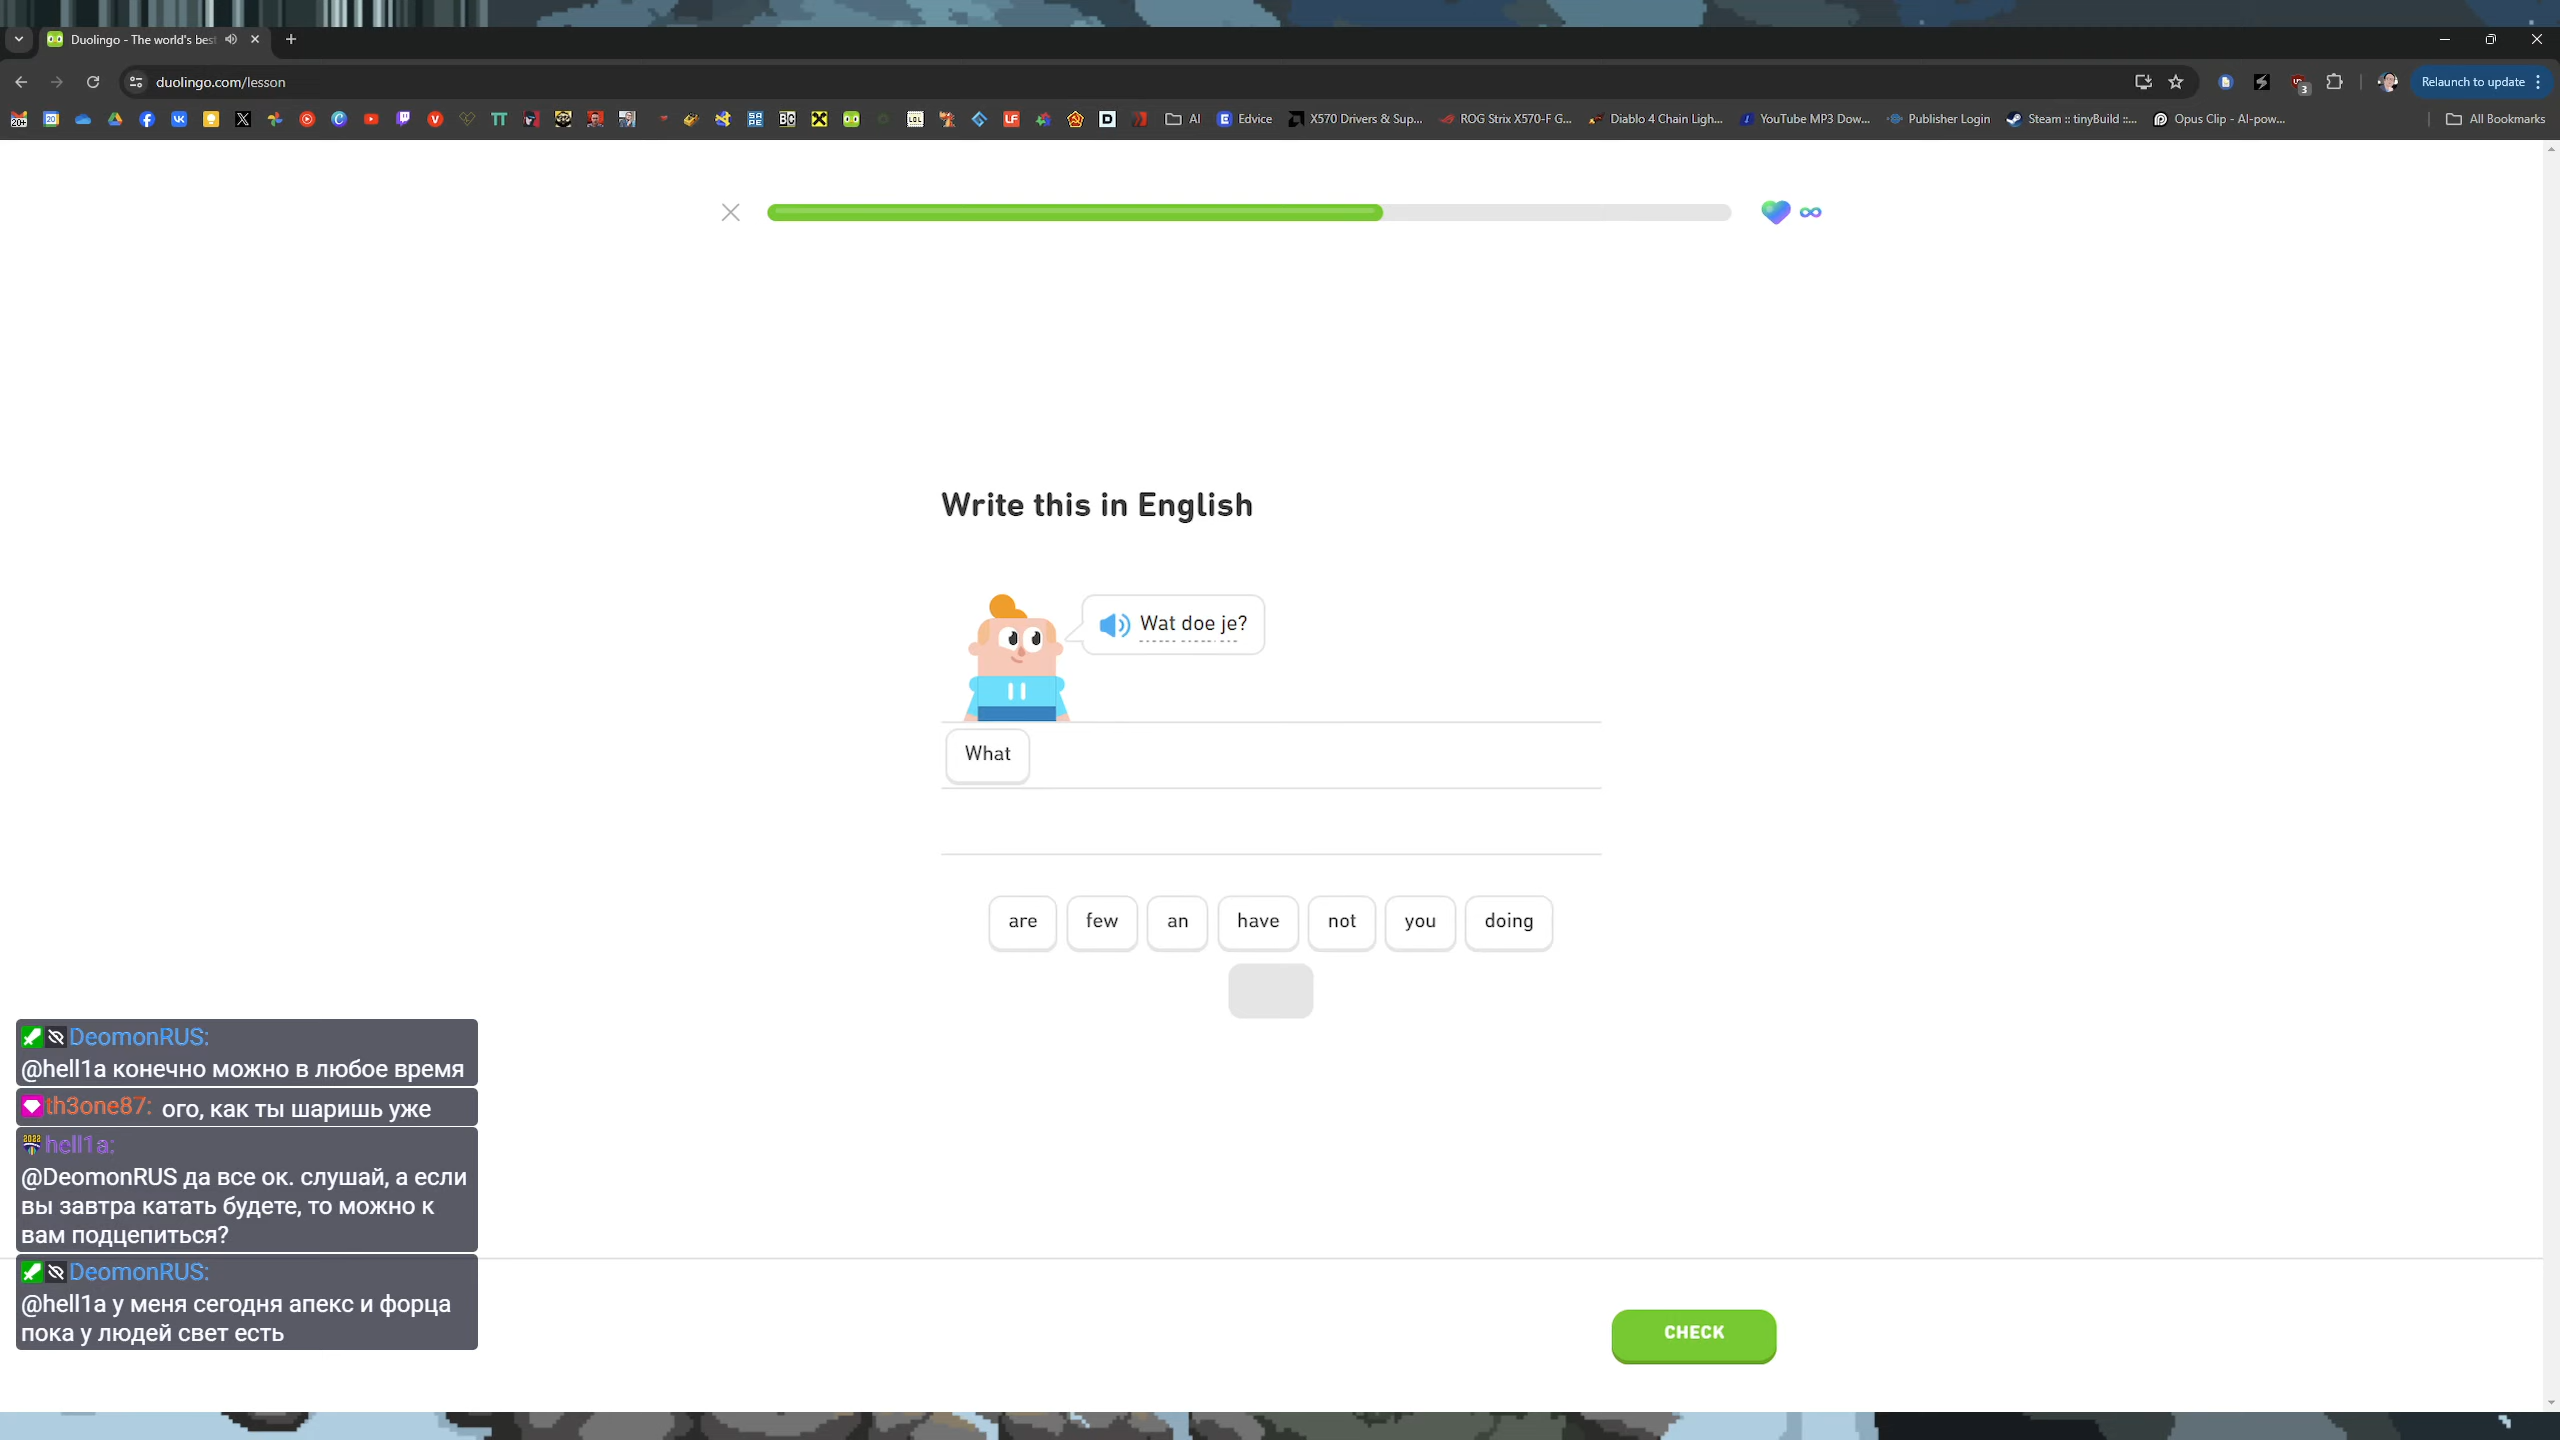 Duolingo - The world's best
duolingo.com/lesson
Relaunch to update
AI
Edvice
X570 Drivers & Sup...
ROG Strix X570-F G...
Diablo 4 Chain Ligh...
YouTube MP3 Dow...
Publisher Login
Steam :: tinyBuild ::...
Opus Clip - AI-pow...
All Bookmarks
Write this in English
Wat doe je?
What
are few an have not you doing
DeomonRUS:
@hell1a конечно можно в любое время
th3one87: ого, как ты шаришь уже
hell1a:
@DeomonRUS да все ок. слушай, а если
вы завтра катать будете, то можно к
вам подцепиться?
DeomonRUS:
@hell1a у меня сегодня апекс и форца
пока у людей свет есть
CHECK